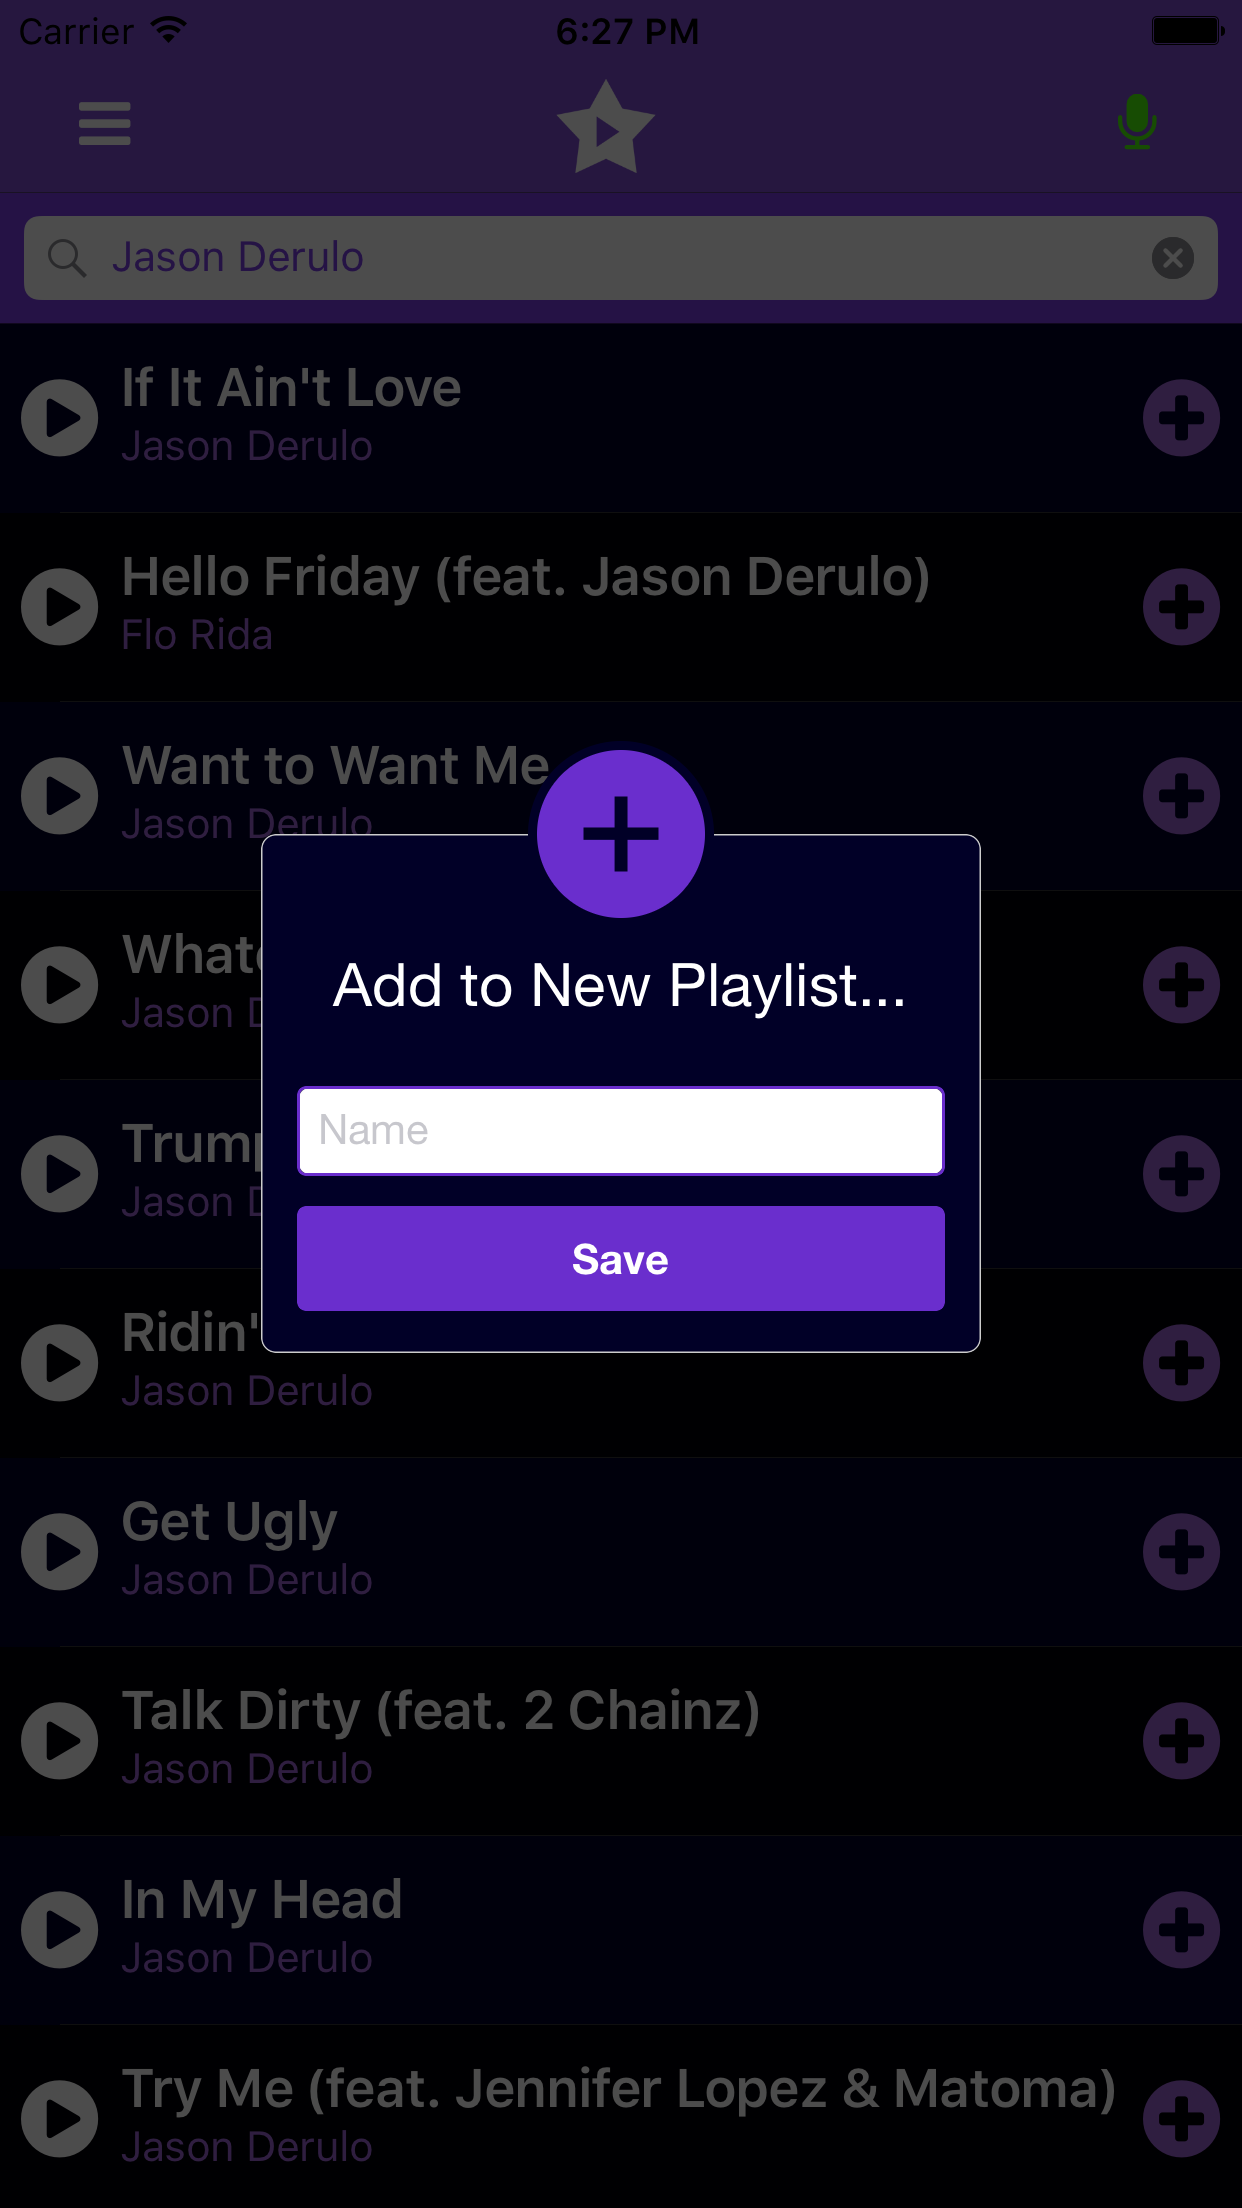 Carrier 6:27 PM
Jason Derulo
If It Ain't Love
Jason Derulo
Hello Friday (feat. Jason Derulo)
Flo Rida
Want to Want Me
Jason Derulo
Jason
Jason
Ridin'
Jason Derulo
Add to New Playlist...
Name
Save
Get Ugly
Jason Derulo
Talk Dirty (feat. 2 Chainz)
Jason Derulo
In My Head
Jason Derulo
Try Me (feat. Jennifer Lopez & Matoma)
Jason Derulo